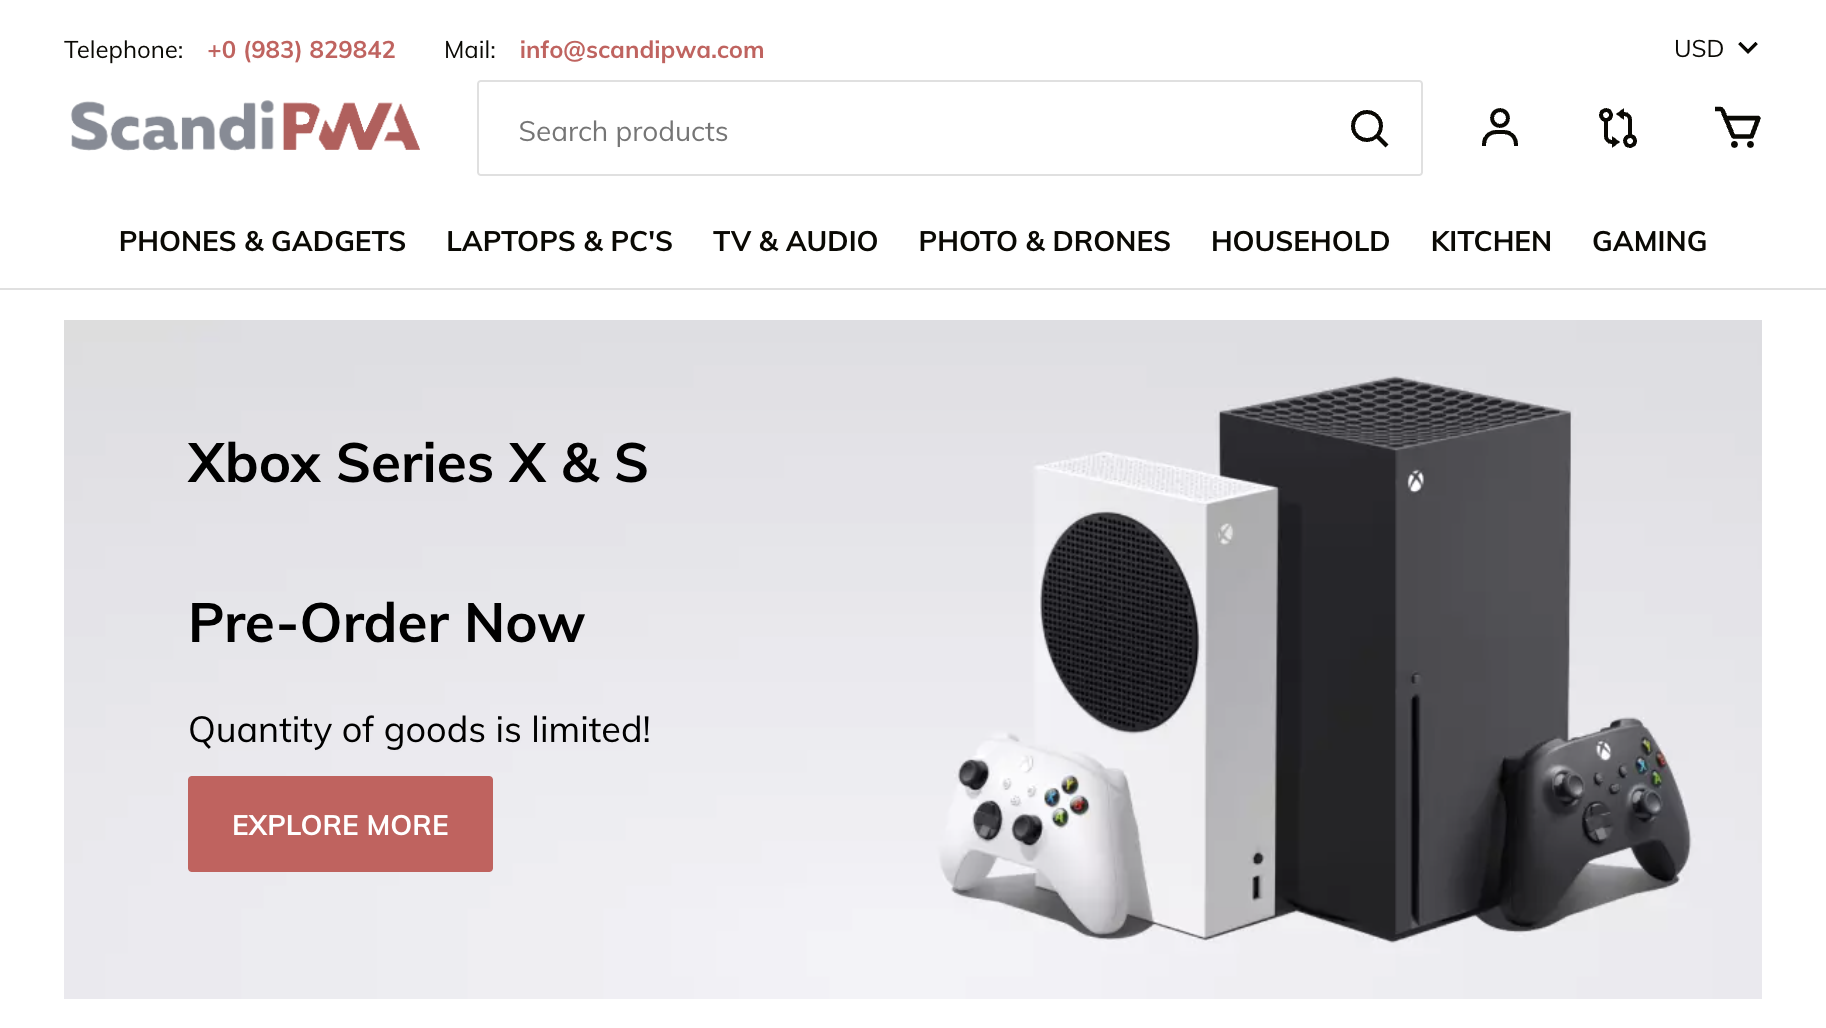 Telephone: +0 (983) 829842 Mail: info@scandipwa.com USD
ScandiPWA Search products
PHONES & GADGETS LAPTOPS & PC'S TV & AUDIO PHOTO & DRONES HOUSEHOLD KITCHEN GAMING
Xbox Series X & S
Pre-Order Now
Quantity of goods is limited!
EXPLORE MORE